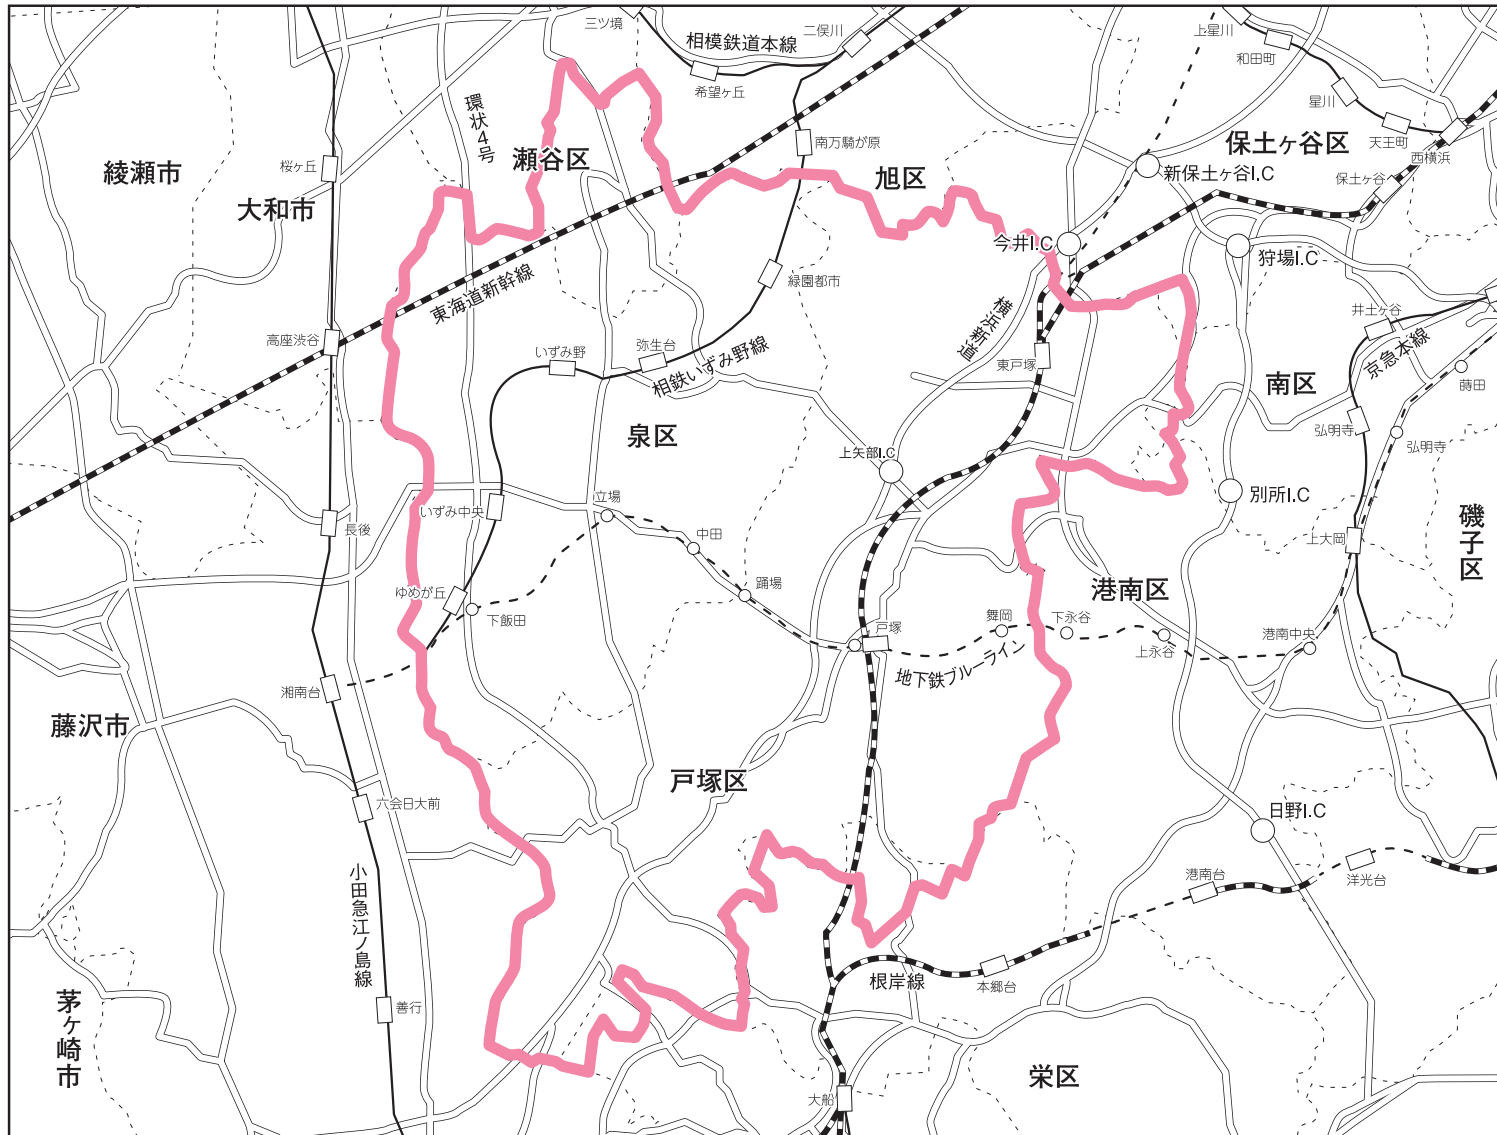 三ツ境
相模鉄道本線
二俣川
希望ヶ丘
上星川
和田町
星川
天王町
西横浜
保土ヶ谷区
保土ヶ谷
新保土ヶ谷I.C
環状4号
瀬谷区
南万騎が原
旭区
綾瀬市
桜ヶ丘
大和市
今井I.C
狩場I.C
緑園都市
東海道新幹線
横浜新道
井土ヶ谷
京急本線
高座渋谷
いずみ野
弥生台
相鉄いずみ野線
東戸塚
南区
蒔田
弘明寺
弘明寺
泉区
上矢部I.C
別所I.C
いずみ中央
立場
中田
長後
上大岡
磯子区
踊場
港南区
ゆめが丘
下飯田
戸塚
舞岡
下永谷
上永谷
港南中央
地下鉄ブルーライン
湘南台
藤沢市
戸塚区
六会日大前
日野I.C
港南台
洋光台
小田急江ノ島線
根岸線
本郷台
茅ヶ崎市
善行
栄区
大船